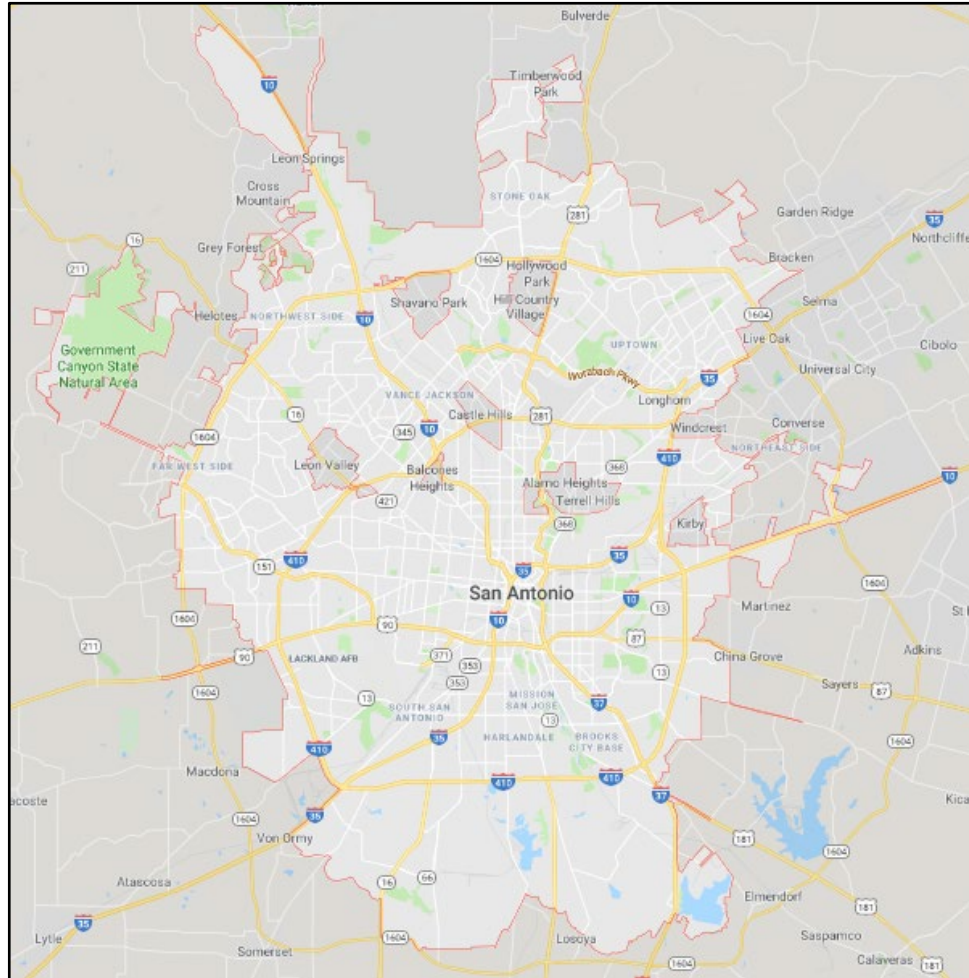 Bulverde
10
Timberwood
Park
Leon Springs
Cross
Mountain
STONE OAK
281
Garden Ridge
35
16
Grey Forest
Northcliffe
211
1604
Hollywood
Park
Bracken
Shavano Park
Hill Country
Village
Selma
Helotes
NORTHWEST SIDE
10
1604
Government
Canyon State
Natural Area
UPTOWN
Live Oak
Cibolo
Universal City
Wurzbach Pkwy
35
VANCE JACKSON
Longhorn
16
Castle Hills
281
Converse
1604
345
10
Windcrest
NORTHEAST SIDE
FAR WEST SIDE
Leon Valley
Balcones
Heights
368
410
10
421
Alamo Heights
Terrell Hills
368
Kirby
410
151
35
35
1604
San Antonio
10
13
Martinez
St
1604
10
90
87
Adkins
211
90
LACKLAND AFB
371
353
353
13
China Grove
Sayers
87
1604
13
SOUTH SAN
ANTONIO
MISSION
SAN JOSE
13
37
35
HARLANDALE
BROOKS
CITY BASE
410
1604
Macdona
410
410
37
acoste
Kica
35
1604
Von Ormy
181
1604
Atascosa
16
66
Elmendorf
181
35
Lytle
1604
Somerset
Losoya
Saspamco
1604
Calaveras
181